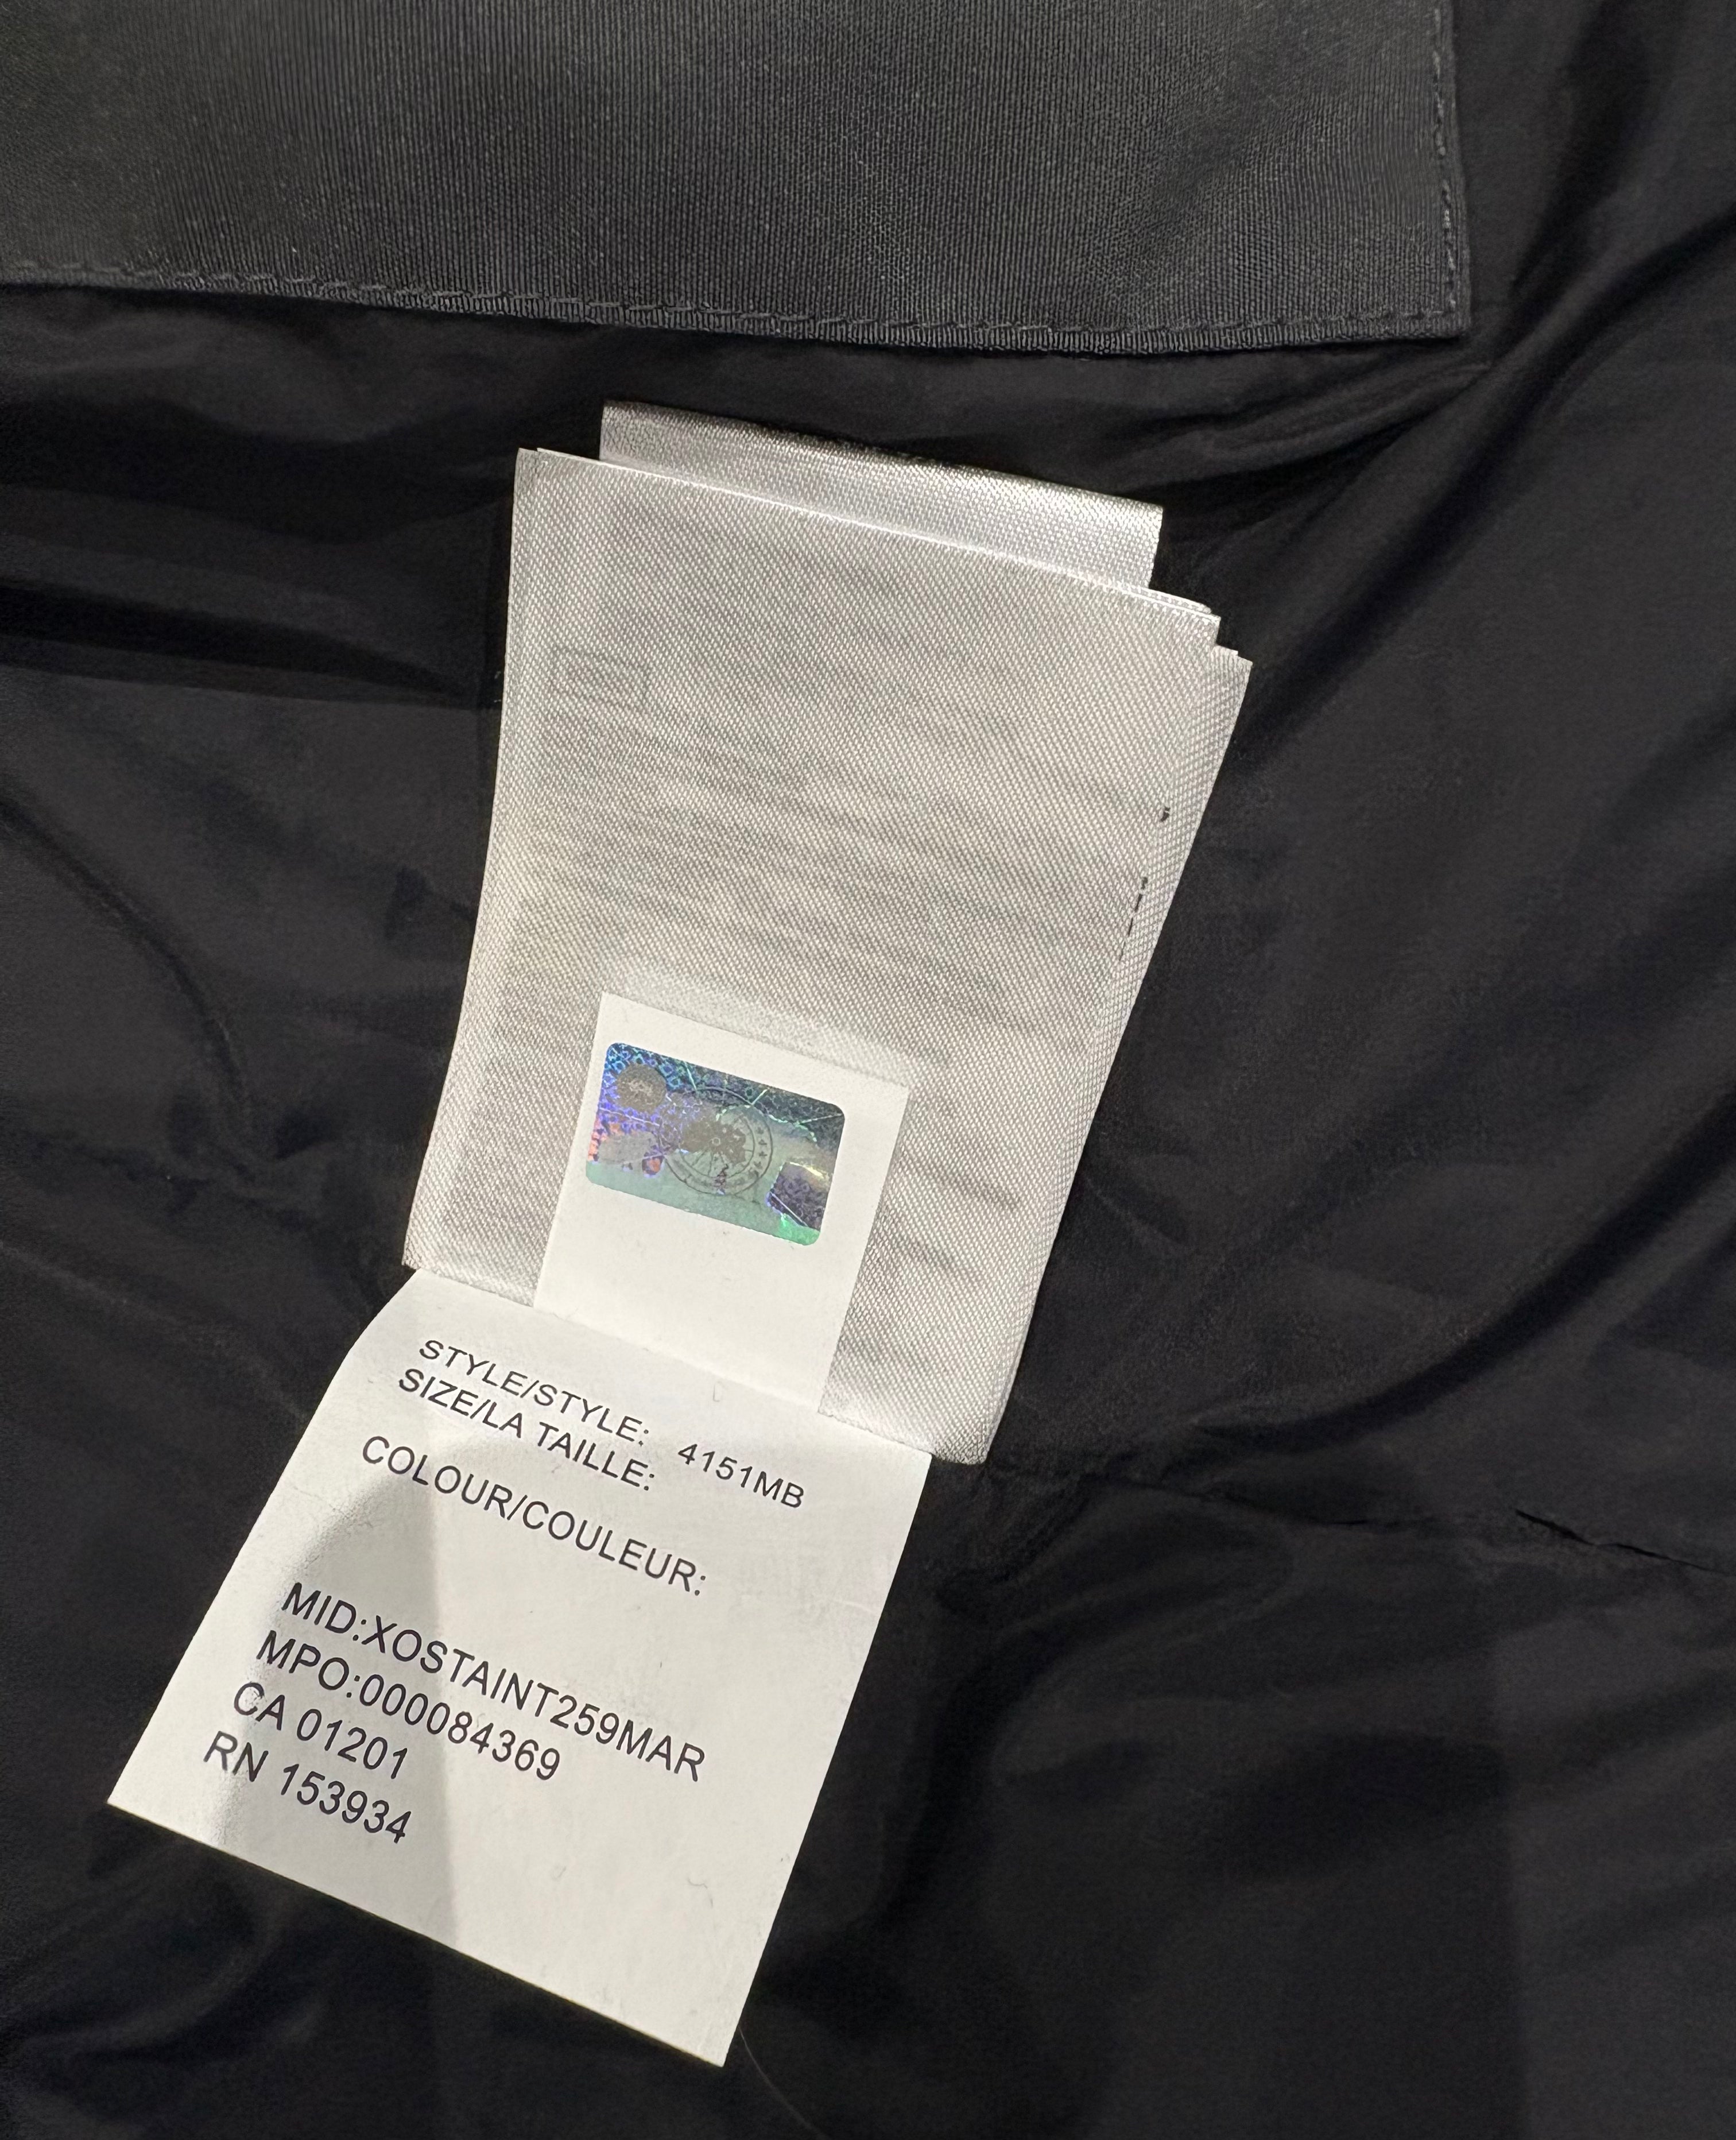 STYLE/STYLE: 4151MB
SIZE/LA TAILLE:
COLOUR/COULEUR:
MID:XOSTAINT259MAR
MPO:000084369
CA 01201
RN 153934